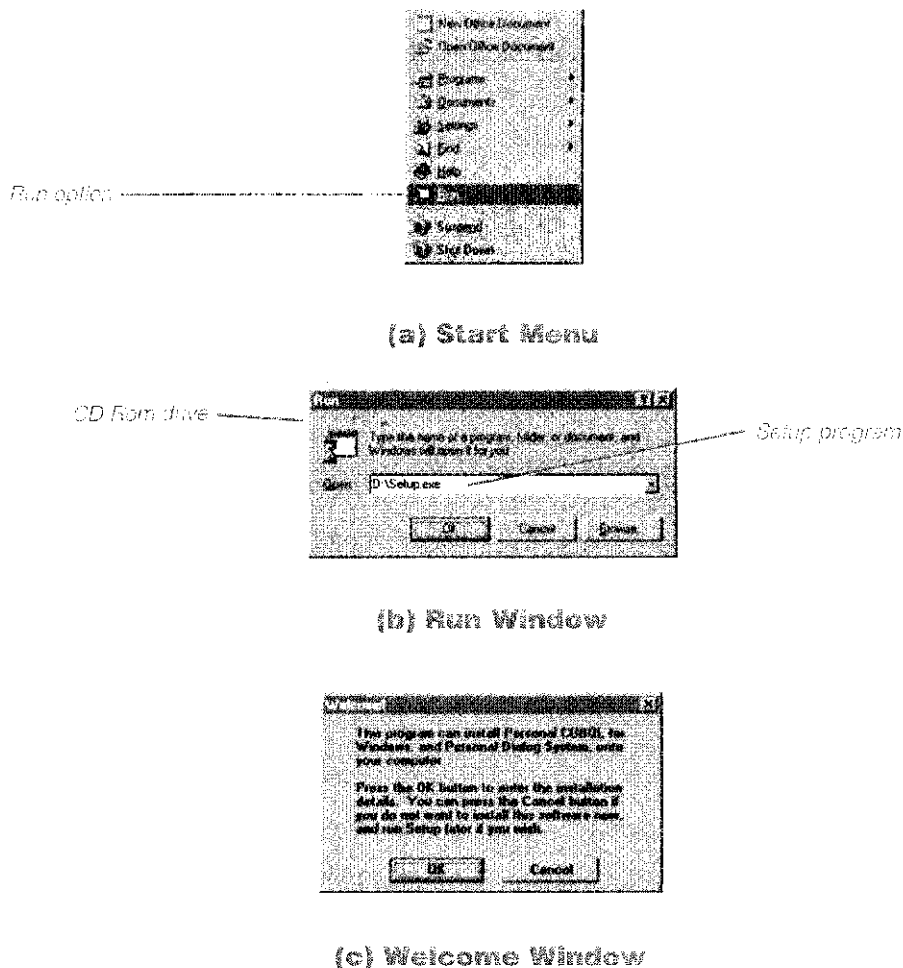 New Office Document
Open Office Document
Programs
Documents
Settings
Find
Help
Run option
Suspend
Shut Down
(a) Start Menu
CD Rom drive
Run
Type the name of a program, folder, or document, and
Windows will open it for you.
Setup program
Open:
D:\Setup.exe
OK
Cancel
Browse...
(b) Run Window
Welcome
This program can install Personal COBOL for
Windows, and Personal Dialog System, onto
your computer.
Press the OK button to enter the installation
details. You can press the Cancel button if
you do not want to install this software now,
and run Setup later if you wish.
OK
Cancel
(c) Welcome Window